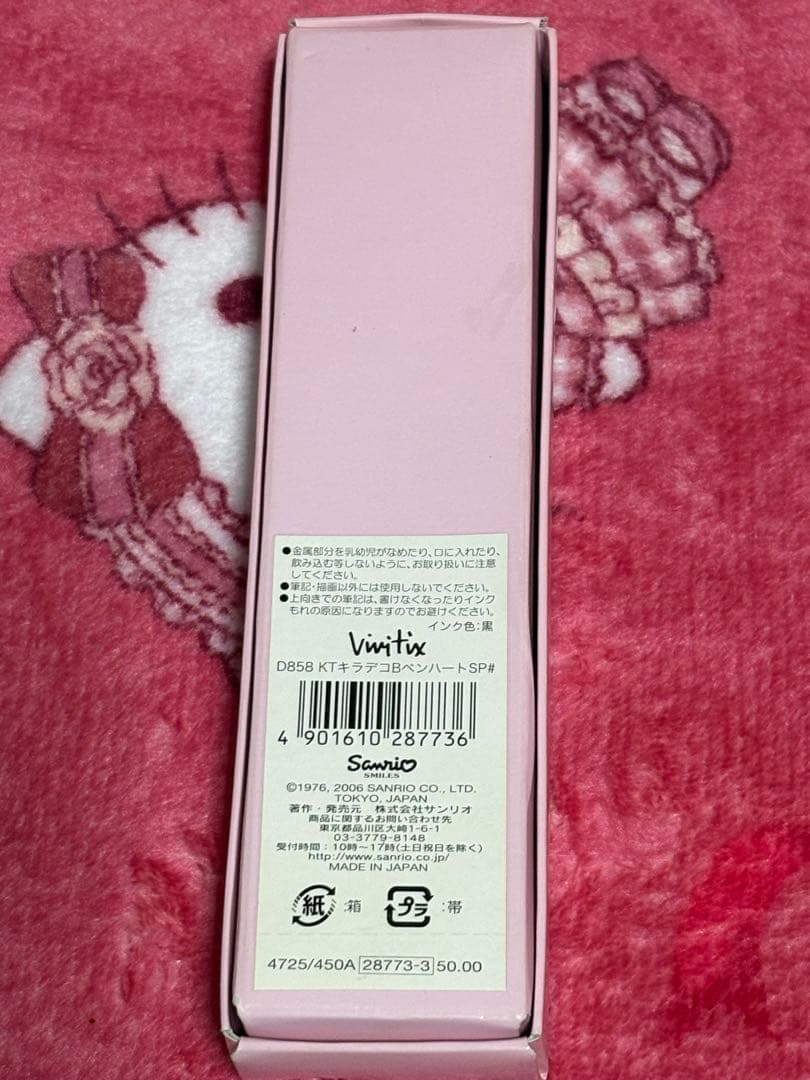 ●金属部分を乳幼児がなめたり、口に入れたり、
飲み込む等しないように、お取り扱いに注意
してください。
●筆記・描画以外には使用しないでください。
●上向きでの筆記は、書けなくなったりインク
もれの原因になりますのでお避けください。
インク色:黒
Vivitix
D858 KTキラデコBペンハートSP#
4 901610 287736
Sanrio
SMILES
©1976, 2006 SANRIO CO., LTD.
TOKYO, JAPAN
著作・発売元 株式会社サンリオ
商品に関するお問い合わせ先
東京都品川区大崎1-6-1
03-3779-8148
受付時間:10時〜17時(土日祝日を除く)
http://www.sanrio.co.jp/
MADE IN JAPAN
紙 :箱 プラ :帯
4725/450A 28773-3 50.00